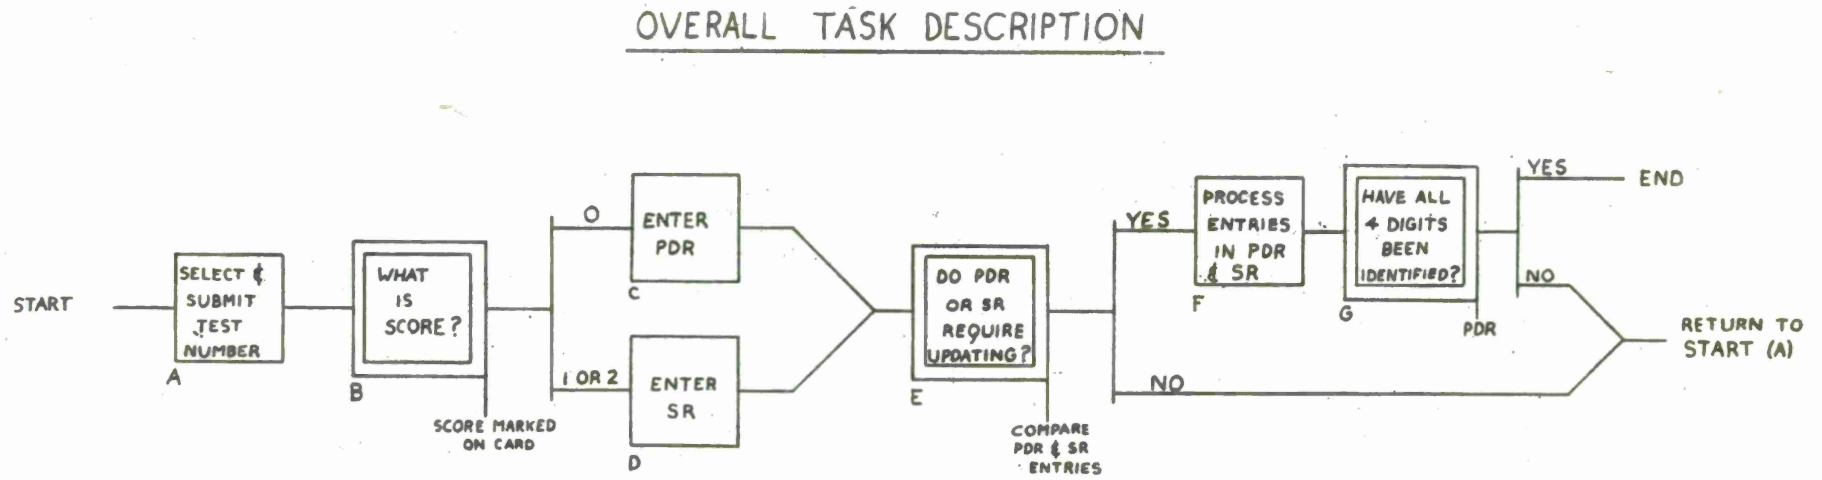 OVERALL TASK DESCRIPTION
START
SELECT &
SUBMIT
TEST
NUMBER
A
WHAT
IS
SCORE?
B
SCORE MARKED
ON CARD
O
ENTER
PDR
C
1 OR 2
ENTER
SR
D
DO PDR
OR SR
REQUIRE
UPDATING?
E
COMPARE
PDR & SR
ENTRIES
YES
PROCESS
ENTRIES
IN PDR
& SR
F
HAVE ALL
4 DIGITS
BEEN
IDENTIFIED?
G
PDR
YES
END
NO
NO
RETURN TO
START (A)